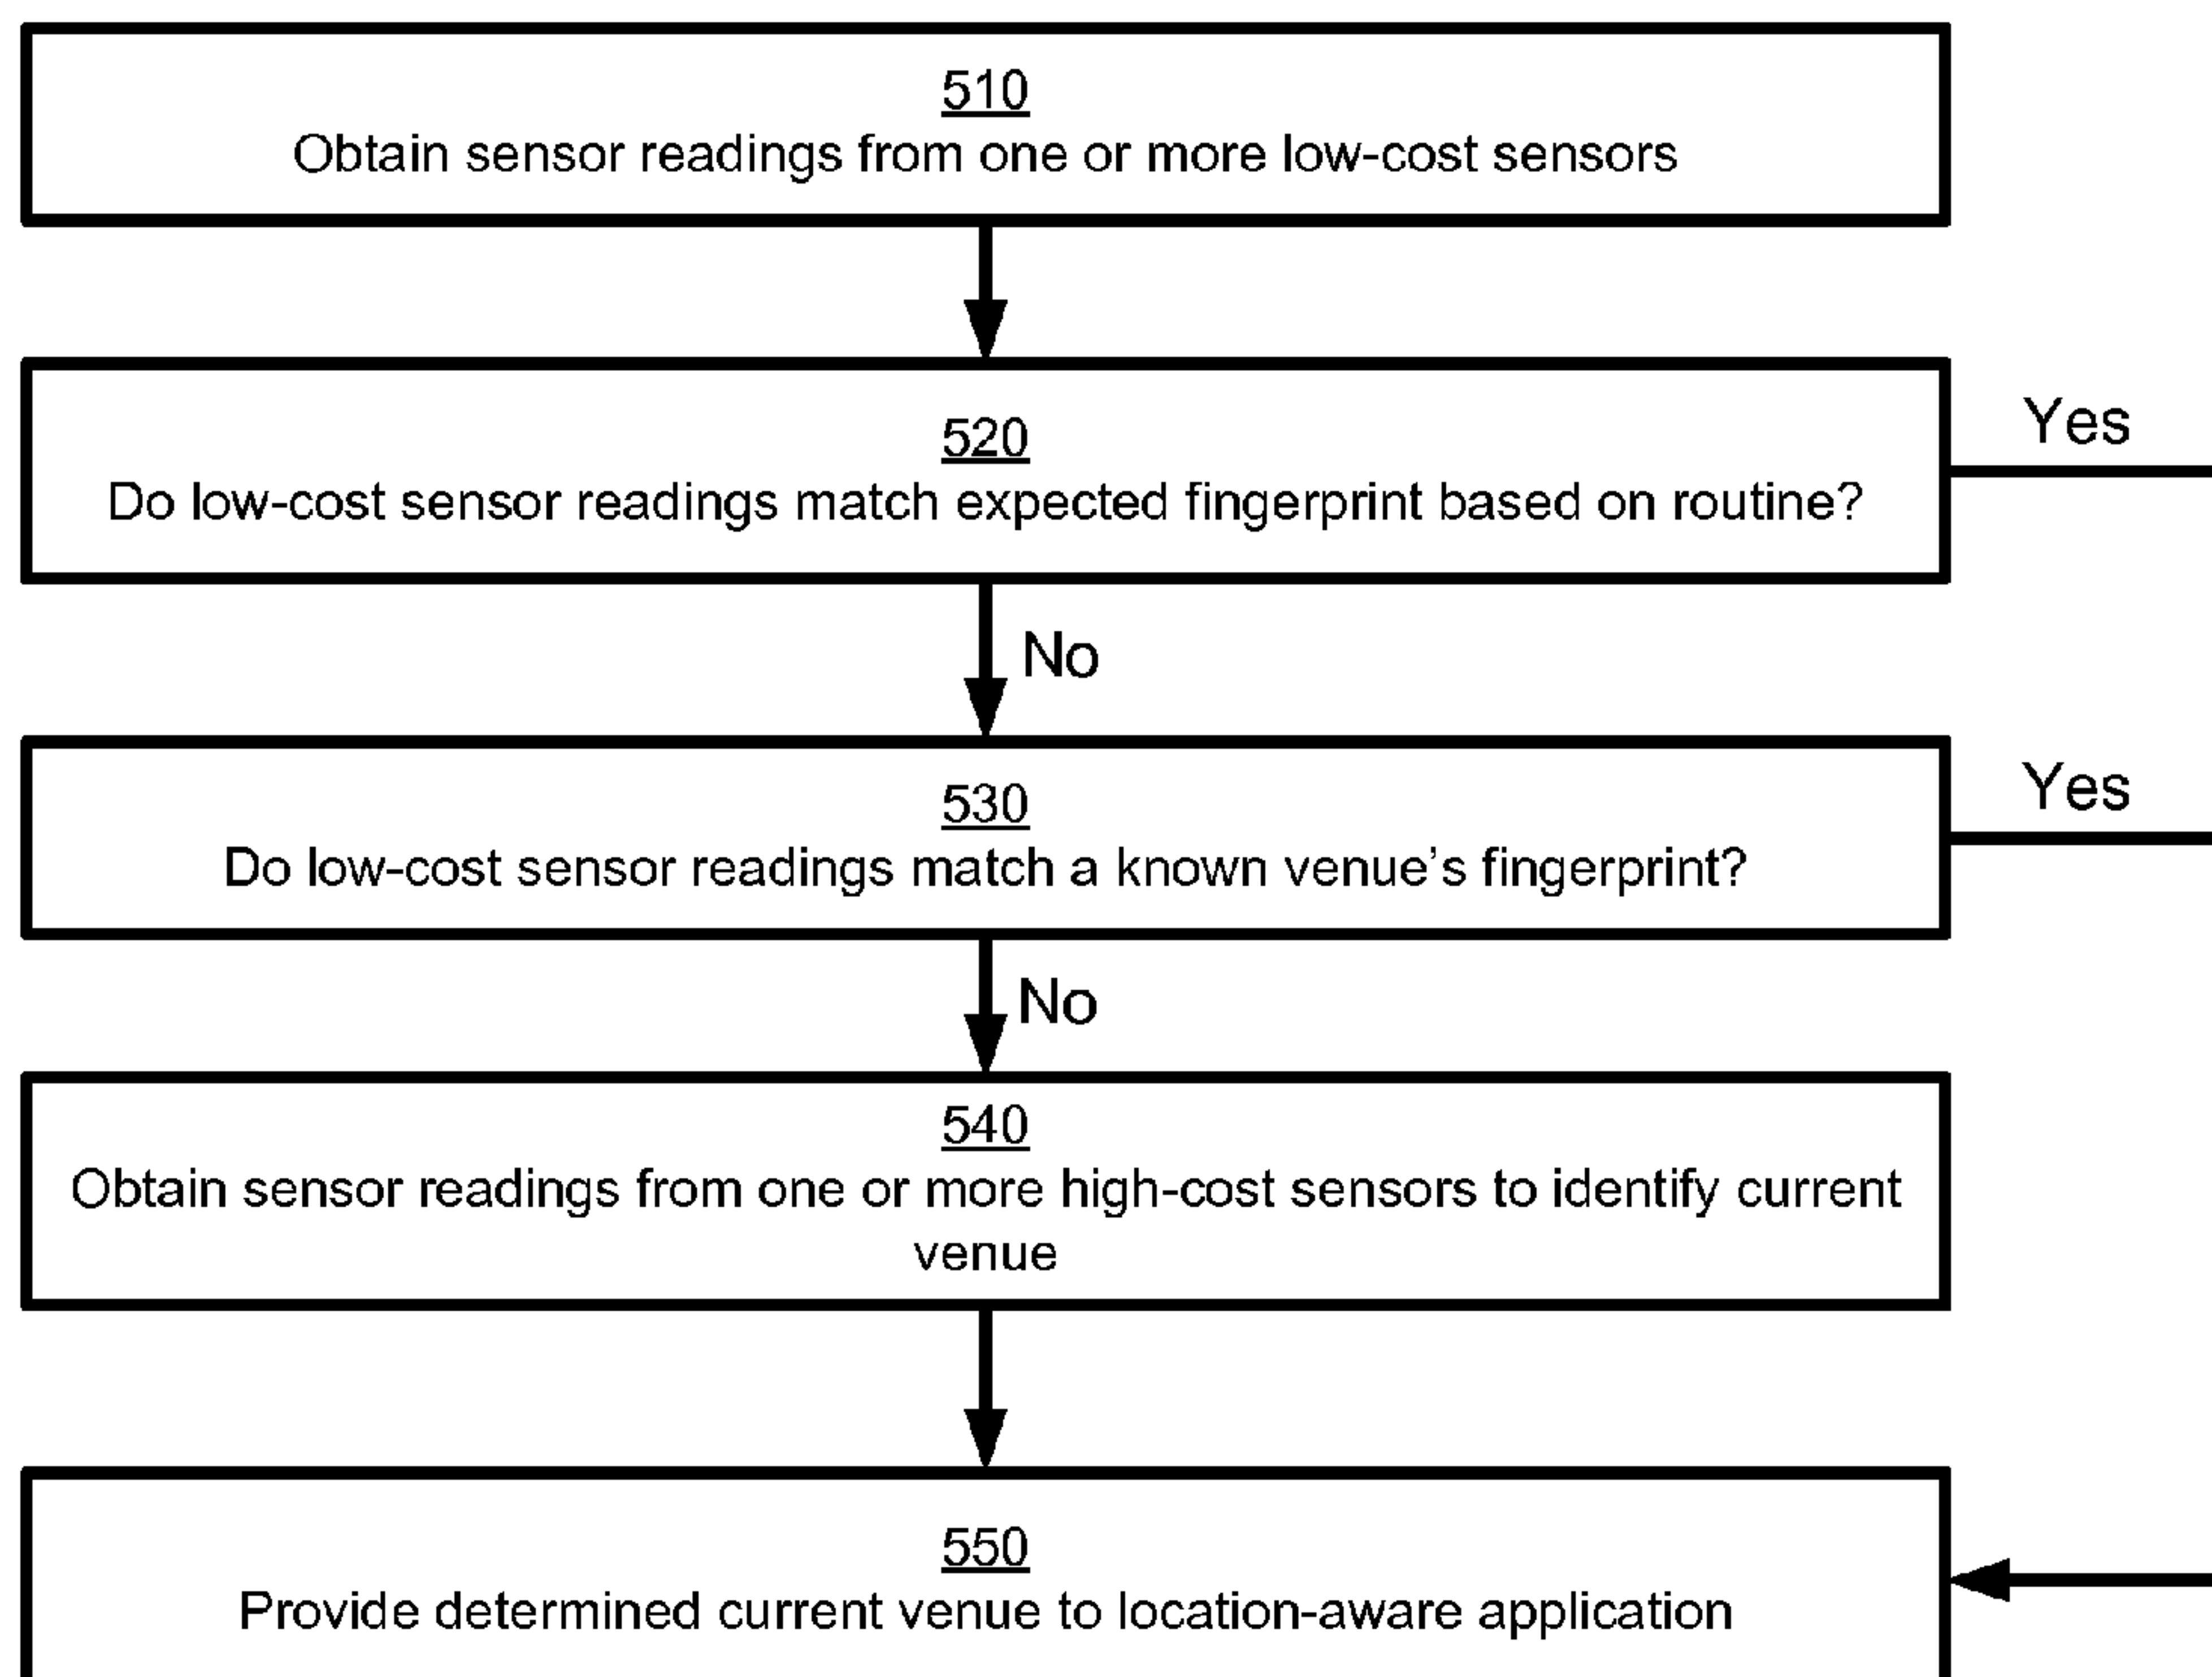 510
Obtain sensor readings from one or more low-cost sensors
520
Do low-cost sensor readings match expected fingerprint based on routine?
Yes
No
530
Do low-cost sensor readings match a known venue’s fingerprint?
Yes
No
540
Obtain sensor readings from one or more high-cost sensors to identify current
venue
550
Provide determined current venue to location-aware application